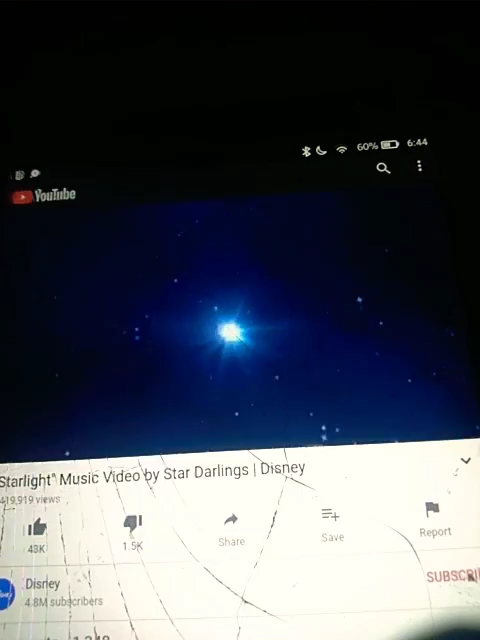 60% 6:44
YouTube
Starlight" Music Video by Star Darlings | Disney
419,919 views
43K 1.5K Share Save Report
Disney
4.8M subscribers